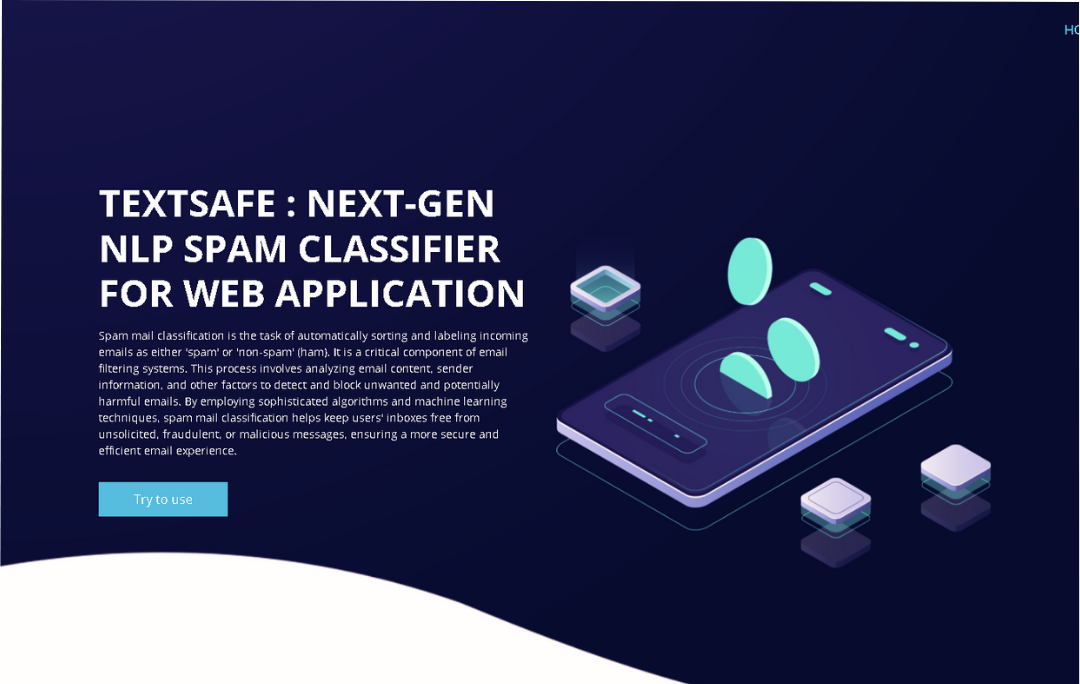 HO
TEXTSAFE : NEXT-GEN
NLP SPAM CLASSIFIER
FOR WEB APPLICATION
Spam mail classification is the task of automatically sorting and labeling incoming
emails as either 'spam' or 'non-spam' (ham). It is a critical component of email
filtering systems. This process involves analyzing email content, sender
information, and other factors to detect and block unwanted and potentially
harmful emails. By employing sophisticated algorithms and machine learning
techniques, spam mail classification helps keep users' inboxes free from
unsolicited, fraudulent, or malicious messages, ensuring a more secure and
efficient email experience.
Try to use